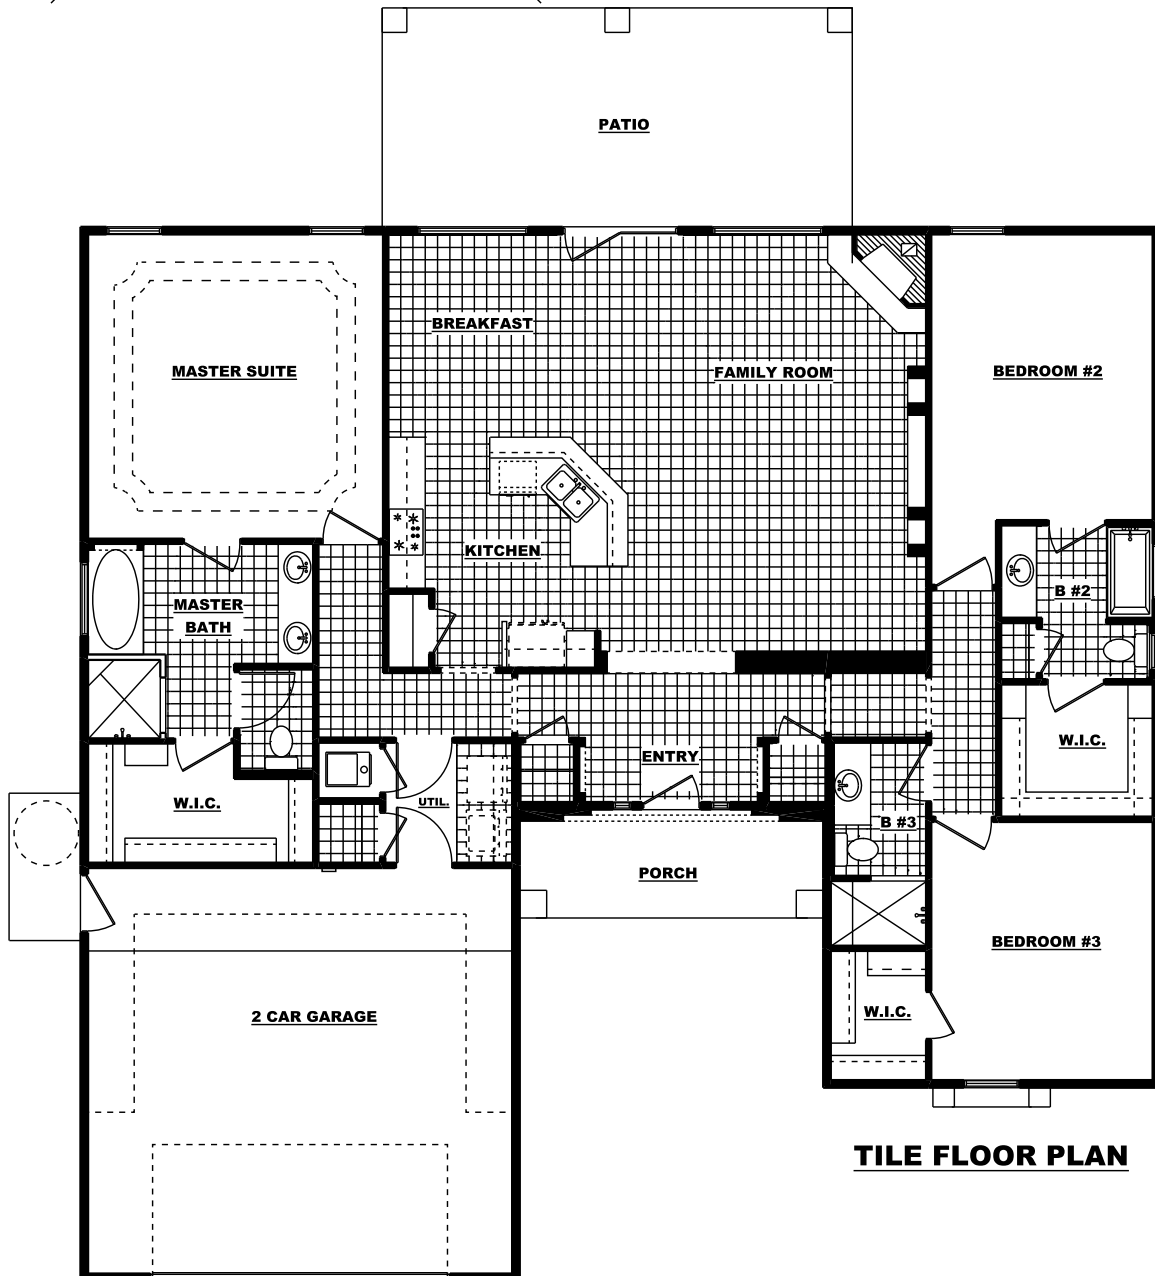 PATIO
BREAKFAST
MASTER SUITE
FAMILY ROOM
BEDROOM #2
KITCHEN
MASTER
BATH
B #2
W.I.C.
ENTRY
W.I.C.
UTIL.
B #3
PORCH
BEDROOM #3
2 CAR GARAGE
W.I.C.
TILE FLOOR PLAN